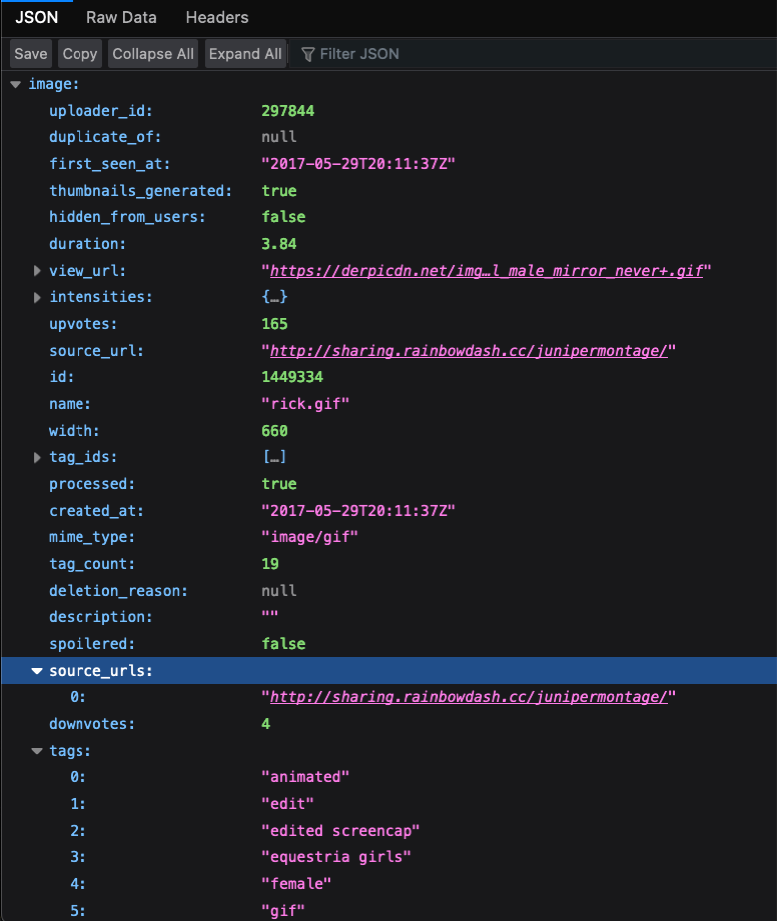 JSON Raw Data Headers
Save Copy Collapse All Expand All Filter JSON
image:
uploader_id: 297844
duplicate_of: null
first_seen_at: "2017-05-29T20:11:37Z"
thumbnails_generated: true
hidden_from_users: false
duration: 3.84
view_url: "https://derpicdn.net/img…l_male_mirror_never+.gif"
intensities: {…}
upvotes: 165
source_url: "http://sharing.rainbowdash.cc/junipermontage/"
id: 1449334
name: "rick.gif"
width: 660
tag_ids: […]
processed: true
created_at: "2017-05-29T20:11:37Z"
mime_type: "image/gif"
tag_count: 19
deletion_reason: null
description: ""
spoilered: false
source_urls:
0: "http://sharing.rainbowdash.cc/junipermontage/"
downvotes: 4
tags:
0: "animated"
1: "edit"
2: "edited screencap"
3: "equestria girls"
4: "female"
5: "gif"